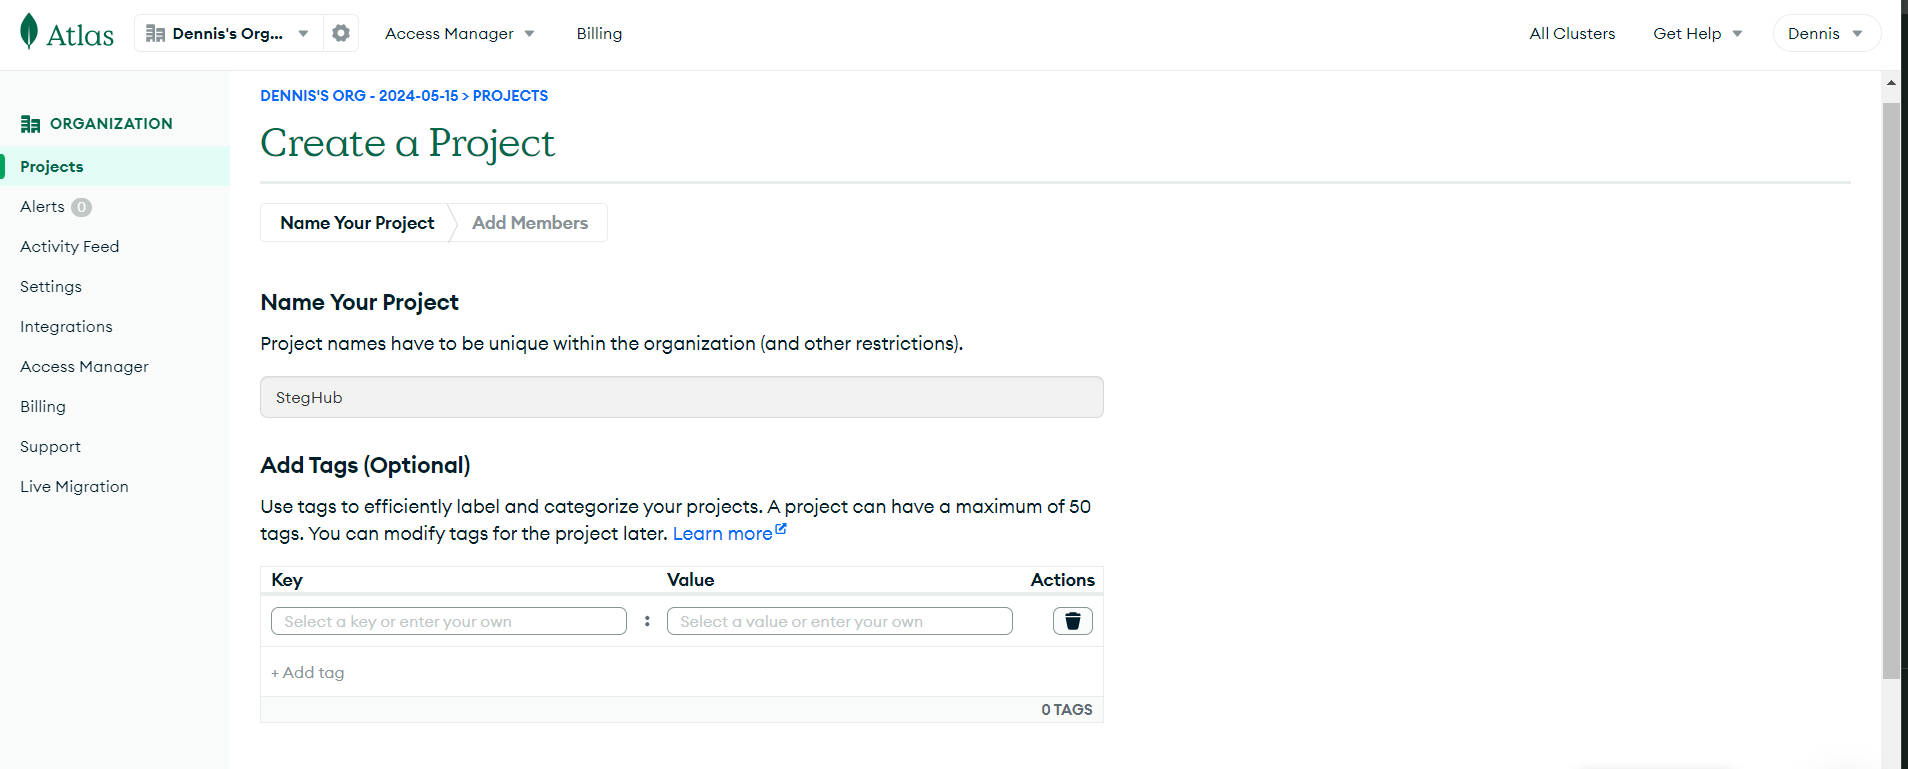 Atlas
Dennis's Org...
Access Manager
Billing
All Clusters
Get Help
Dennis
ORGANIZATION
Projects
Alerts 0
Activity Feed
Settings
Integrations
Access Manager
Billing
Support
Live Migration
DENNIS'S ORG - 2024-05-15 > PROJECTS
Create a Project
Name Your Project
Add Members
Name Your Project
Project names have to be unique within the organization (and other restrictions).
StegHub
Add Tags (Optional)
Use tags to efficiently label and categorize your projects. A project can have a maximum of 50
tags. You can modify tags for the project later. Learn more
Key Value Actions
Select a key or enter your own : Select a value or enter your own
+ Add tag
0 TAGS